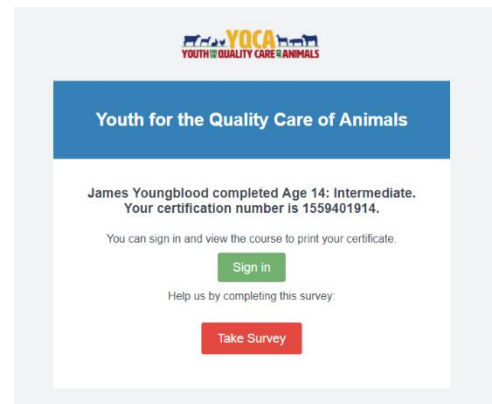 YQCA
YOUTH FOR THE QUALITY CARE OF ANIMALS
Youth for the Quality Care of Animals
James Youngblood completed Age 14: Intermediate.
Your certification number is 1559401914.
You can sign in and view the course to print your certificate.
Sign in
Help us by completing this survey:
Take Survey